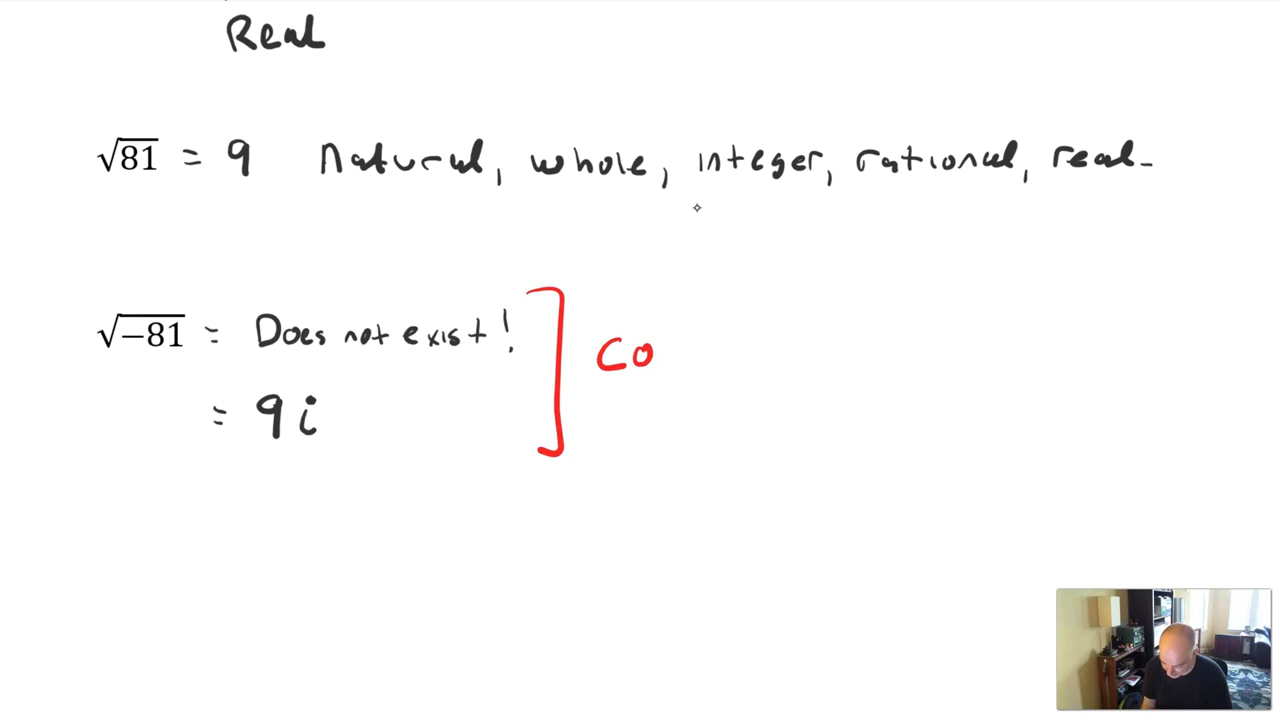 Real
√81 = 9 natural, whole, integer, rational, real
√−81 = Does not exist!
co
= 9i